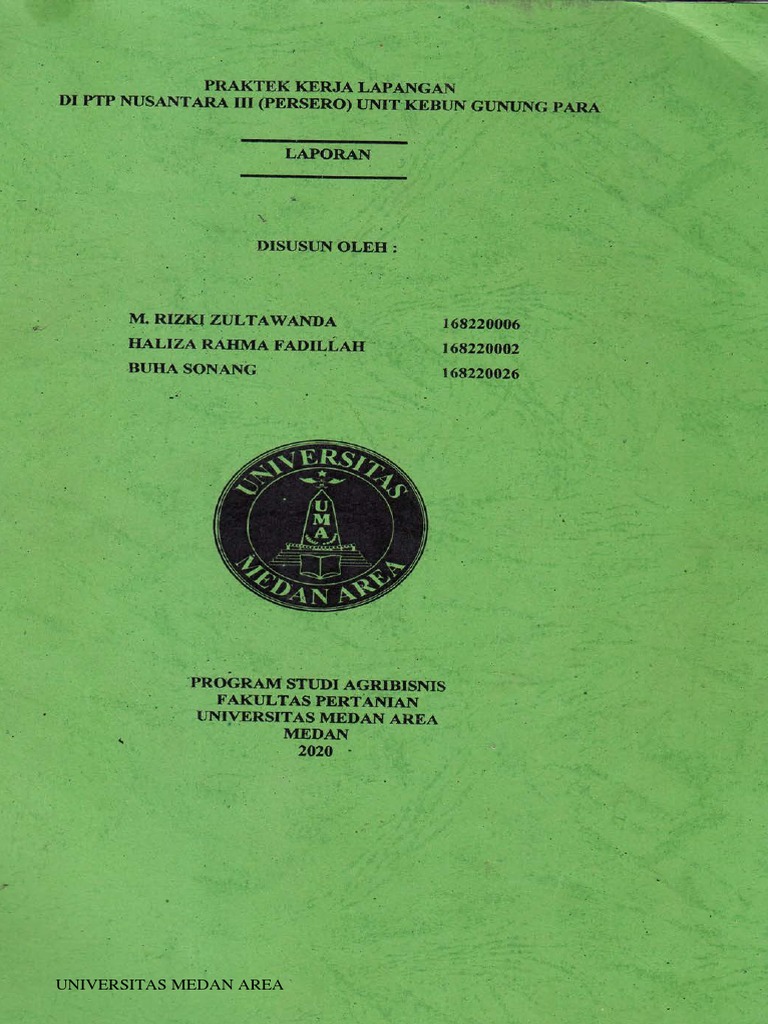 PRAKTEK KERJA LAPANGAN
DI PTP NUSANTARA III (PERSERO) UNIT KEBUN GUNUNG PARA
LAPORAN
DISUSUN OLEH :
M. RIZKI ZULTAWANDA 168220006
HALIZA RAHMA FADILLAH 168220002
BUHA SONANG 168220026
UNIVERSITAS
UMA
MEDAN AREA
PROGRAM STUDI AGRIBISNIS
FAKULTAS PERTANIAN
UNIVERSITAS MEDAN AREA
MEDAN
2020
UNIVERSITAS MEDAN AREA